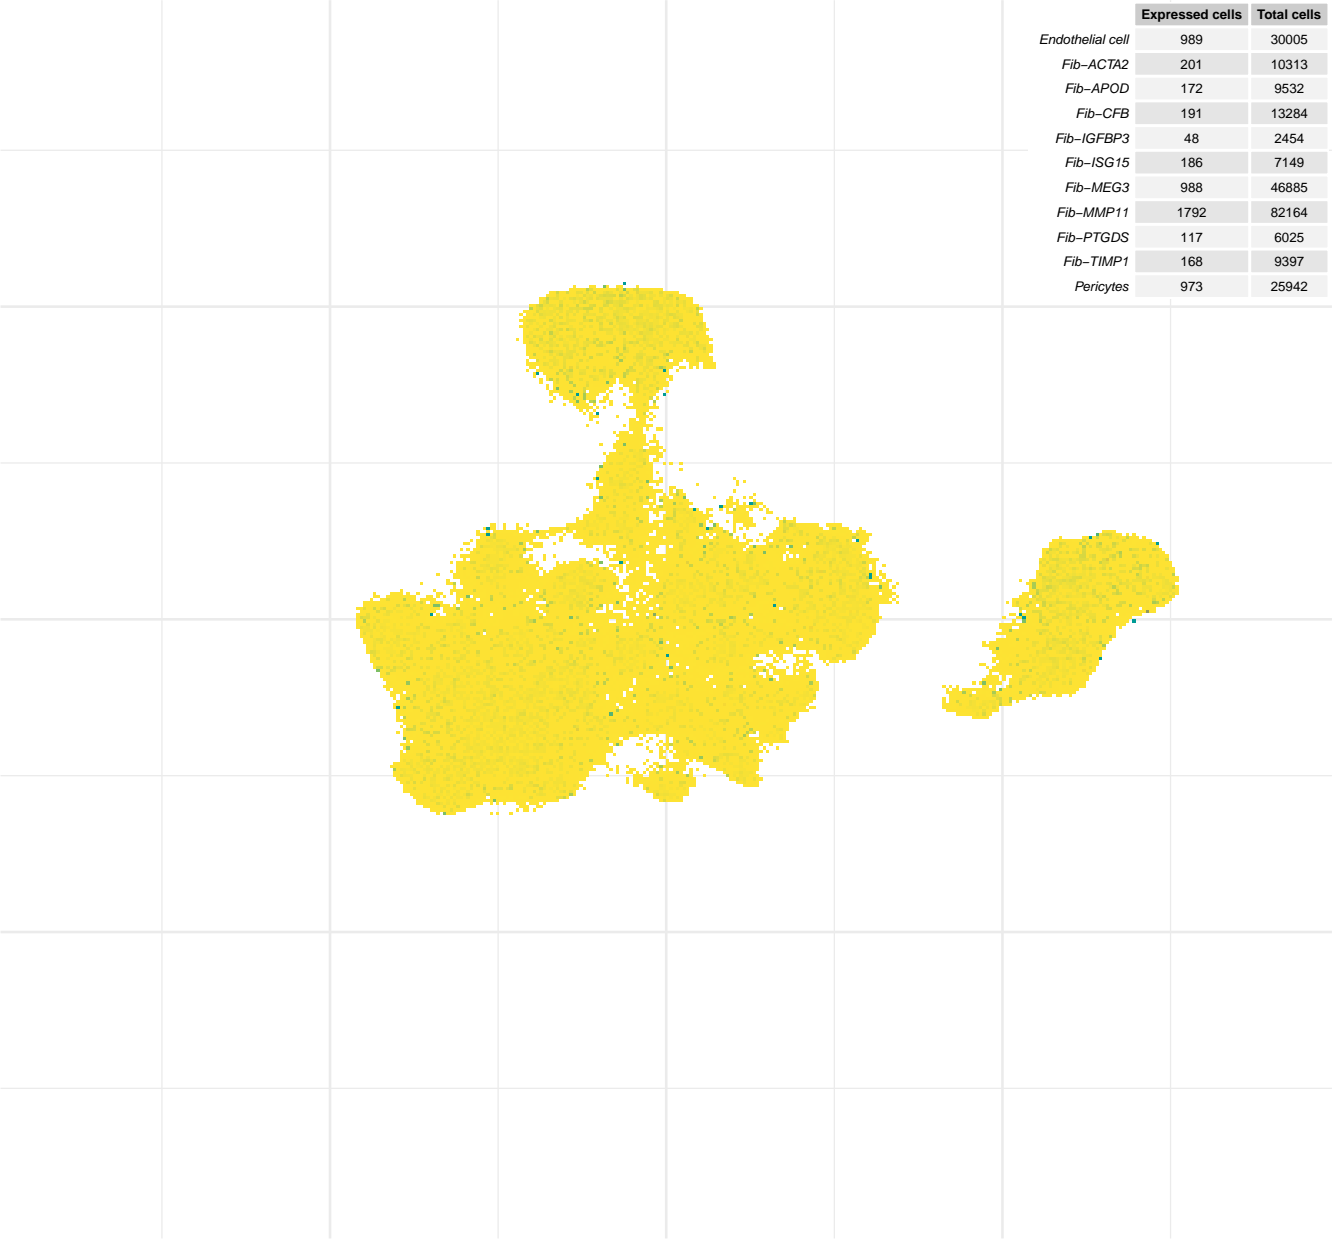 Expressed cells Total cells
Endothelial cell 989 30005
Fib−ACTA2 201 10313
Fib−APOD 172 9532
Fib−CFB 191 13284
Fib−IGFBP3 48 2454
Fib−ISG15 186 7149
Fib−MEG3 988 46885
Fib−MMP11 1792 82164
Fib−PTGDS 117 6025
Fib−TIMP1 168 9397
Pericytes 973 25942